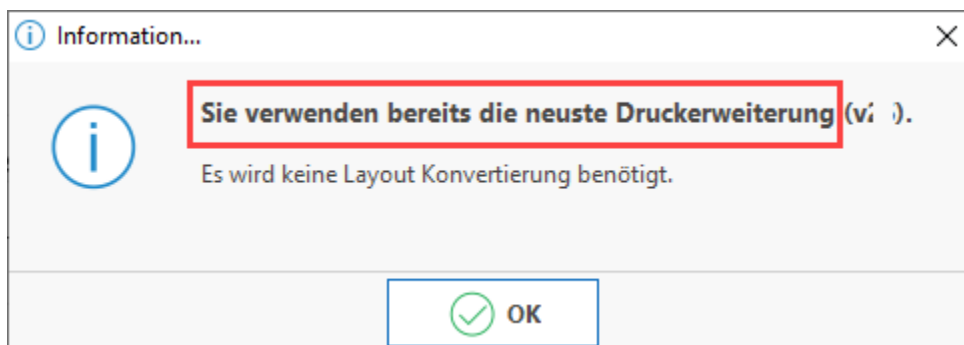 Information...
Sie verwenden bereits die neuste Druckerweiterung
Es wird keine Layout Konvertierung benötigt.
OK